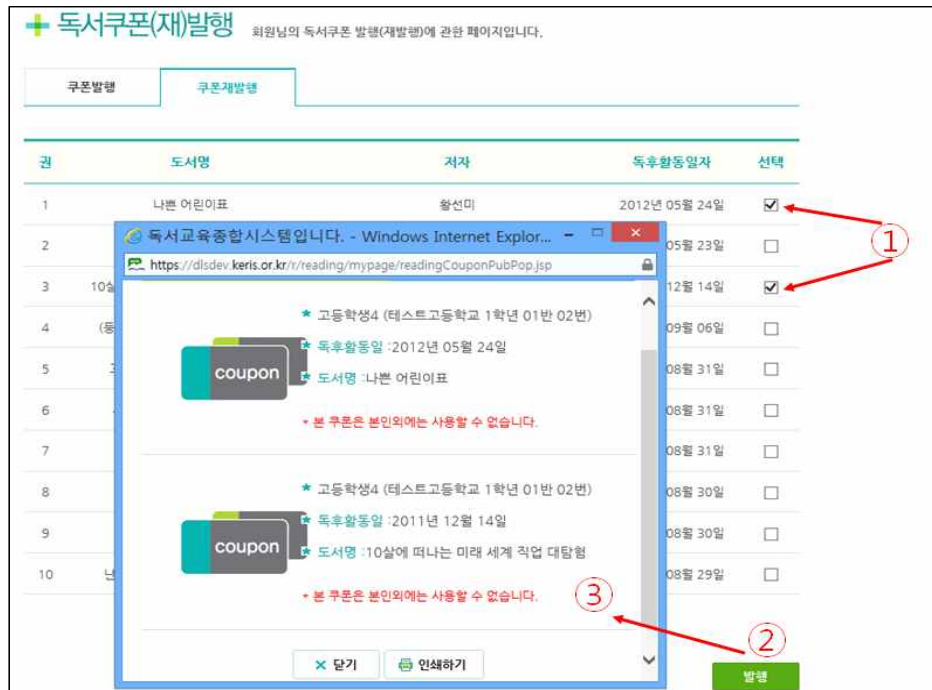 독서쿠폰(재)발행 회원님의 독서쿠폰 발행(재발행)에 관한 페이지입니다.
쿠폰발행 쿠폰재발행
권 도서명 저자 독후활동일자 선택
1 나쁜 어린이표 황선미 2012년 05월 24일
①
독서교육종합시스템입니다. - Windows Internet Explor...
2 05월 23일
https://dlsdev.keris.or.kr/r/reading/mypage/readingCouponPubPop.jsp
3 10살 12월 14일
★ 고등학생4 (테스트고등학교 1학년 01반 02번)
4 (등 09월 06일
★ 독후활동일 :2012년 05월 24일
coupon
★ 도서명 :나쁜 어린이표
5 08월 31일
* 본 쿠폰은 본인외에는 사용할 수 없습니다.
6 08월 31일
7 08월 31일
★ 고등학생4 (테스트고등학교 1학년 01반 02번)
8 08월 30일
★ 독후활동일 :2011년 12월 14일
9 08월 30일
coupon
★ 도서명 :10살에 떠나는 미래 세계 직업 대탐험
10 08월 29일
* 본 쿠폰은 본인외에는 사용할 수 없습니다.
③
②
닫기 인쇄하기
발행